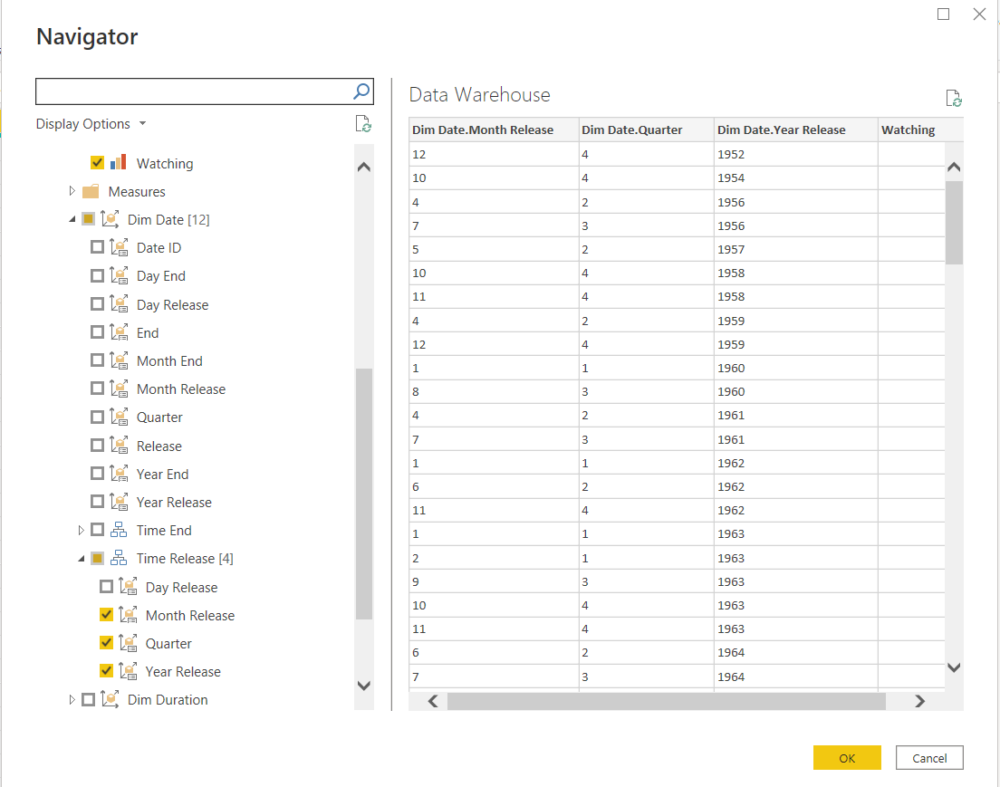 Navigator
Display Options
Watching
Measures
Dim Date [12]
Date ID
Day End
Day Release
End
Month End
Month Release
Quarter
Release
Year End
Year Release
Time End
Time Release [4]
Day Release
Month Release
Quarter
Year Release
Dim Duration
Data Warehouse
Dim Date.Month Release Dim Date.Quarter Dim Date.Year Release Watching
12 4 1952
10 4 1954
4 2 1956
7 3 1956
5 2 1957
10 4 1958
11 4 1958
4 2 1959
12 4 1959
1 1 1960
8 3 1960
4 2 1961
7 3 1961
1 1 1962
6 2 1962
11 4 1962
1 1 1963
2 1 1963
9 3 1963
10 4 1963
11 4 1963
6 2 1964
7 3 1964
OK Cancel